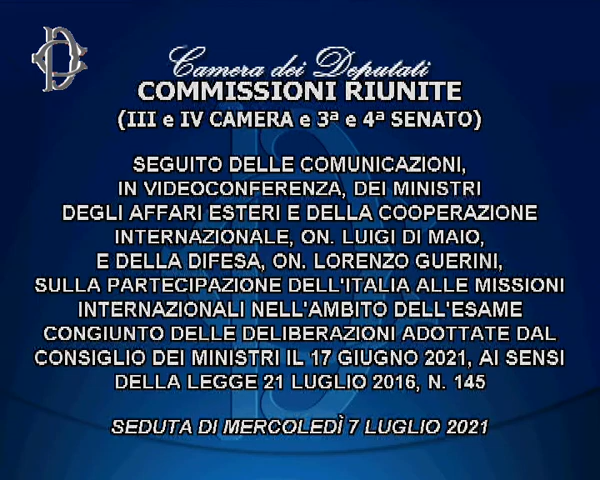 Camera dei Deputati
COMMISSIONI RIUNITE
(III e IV CAMERA e 3ª e 4ª SENATO)
SEGUITO DELLE COMUNICAZIONI,
IN VIDEOCONFERENZA, DEI MINISTRI
DEGLI AFFARI ESTERI E DELLA COOPERAZIONE
INTERNAZIONALE, ON. LUIGI DI MAIO,
E DELLA DIFESA, ON. LORENZO GUERINI,
SULLA PARTECIPAZIONE DELL'ITALIA ALLE MISSIONI
INTERNAZIONALI NELL'AMBITO DELL'ESAME
CONGIUNTO DELLE DELIBERAZIONI ADOTTATE DAL
CONSIGLIO DEI MINISTRI IL 17 GIUGNO 2021, AI SENSI
DELLA LEGGE 21 LUGLIO 2016, N. 145
SEDUTA DI MERCOLEDÌ 7 LUGLIO 2021